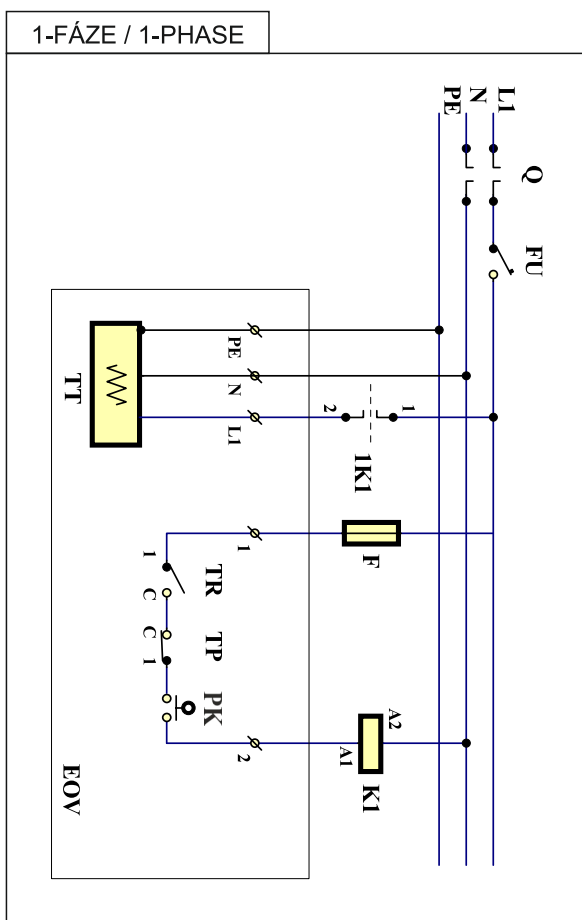 1-FÁZE / 1-PHASE
L1
N
PE
Q
FU
PE
N
L1
TT
2
1
1K1
1
F
1
C
TR
C
1
TP
PK
2
A2
A1
K1
EOV